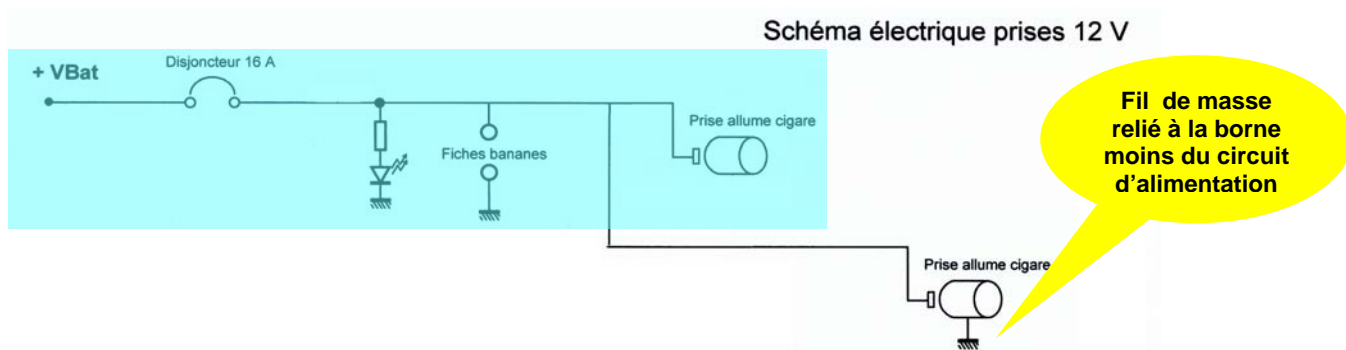 Schéma électrique prises 12 V
+ VBat
Disjoncteur 16 A
Prise allume cigare
Fiches bananes
Fil de masse
relié à la borne
moins du circuit
d'alimentation
Prise allume cigare